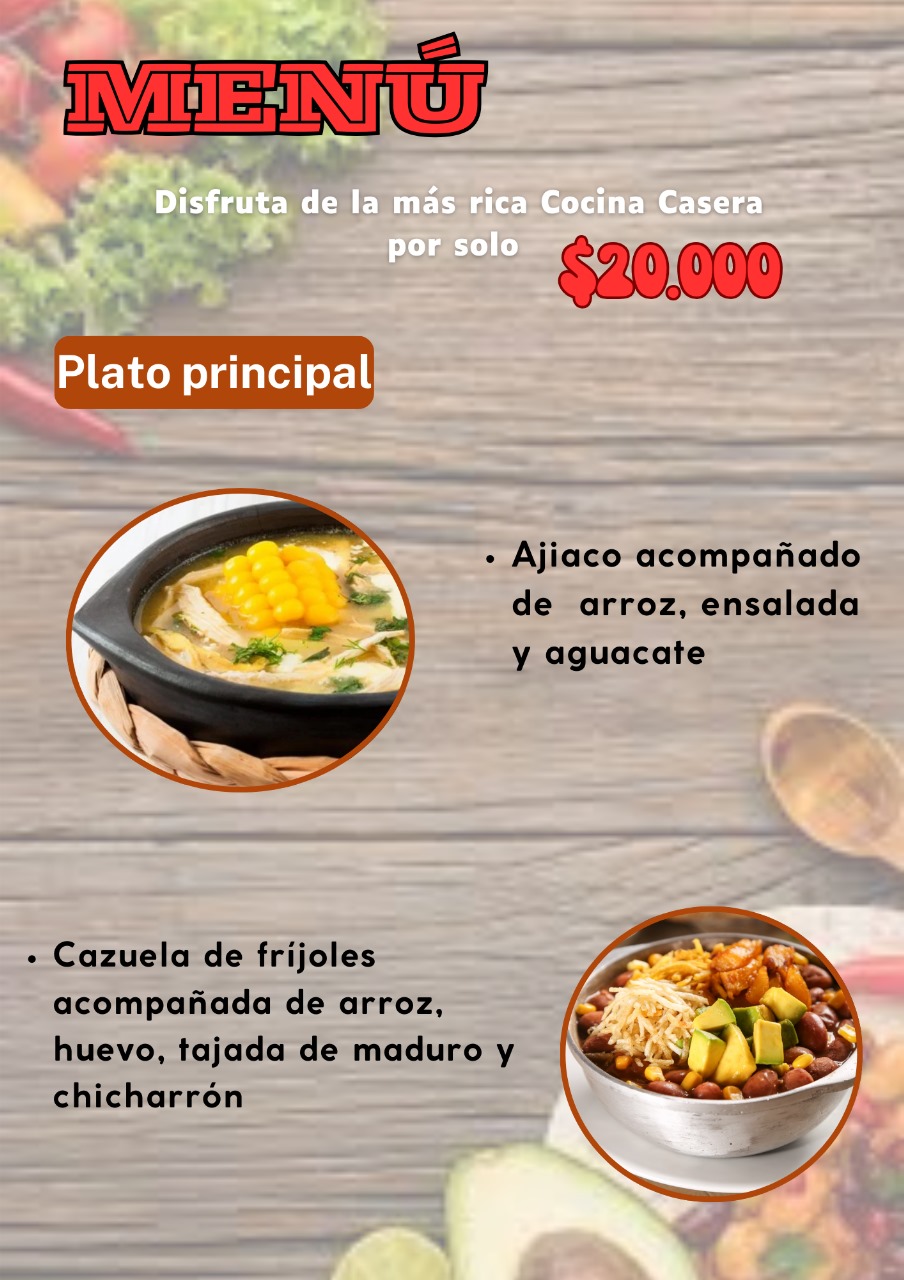 MENÚ
Disfruta de la más rica Cocina Casera
por solo $20.000
Plato principal
• Ajiaco acompañado
de arroz, ensalada
y aguacate
• Cazuela de fríjoles
acompañada de arroz,
huevo, tajada de maduro y
chicharrón